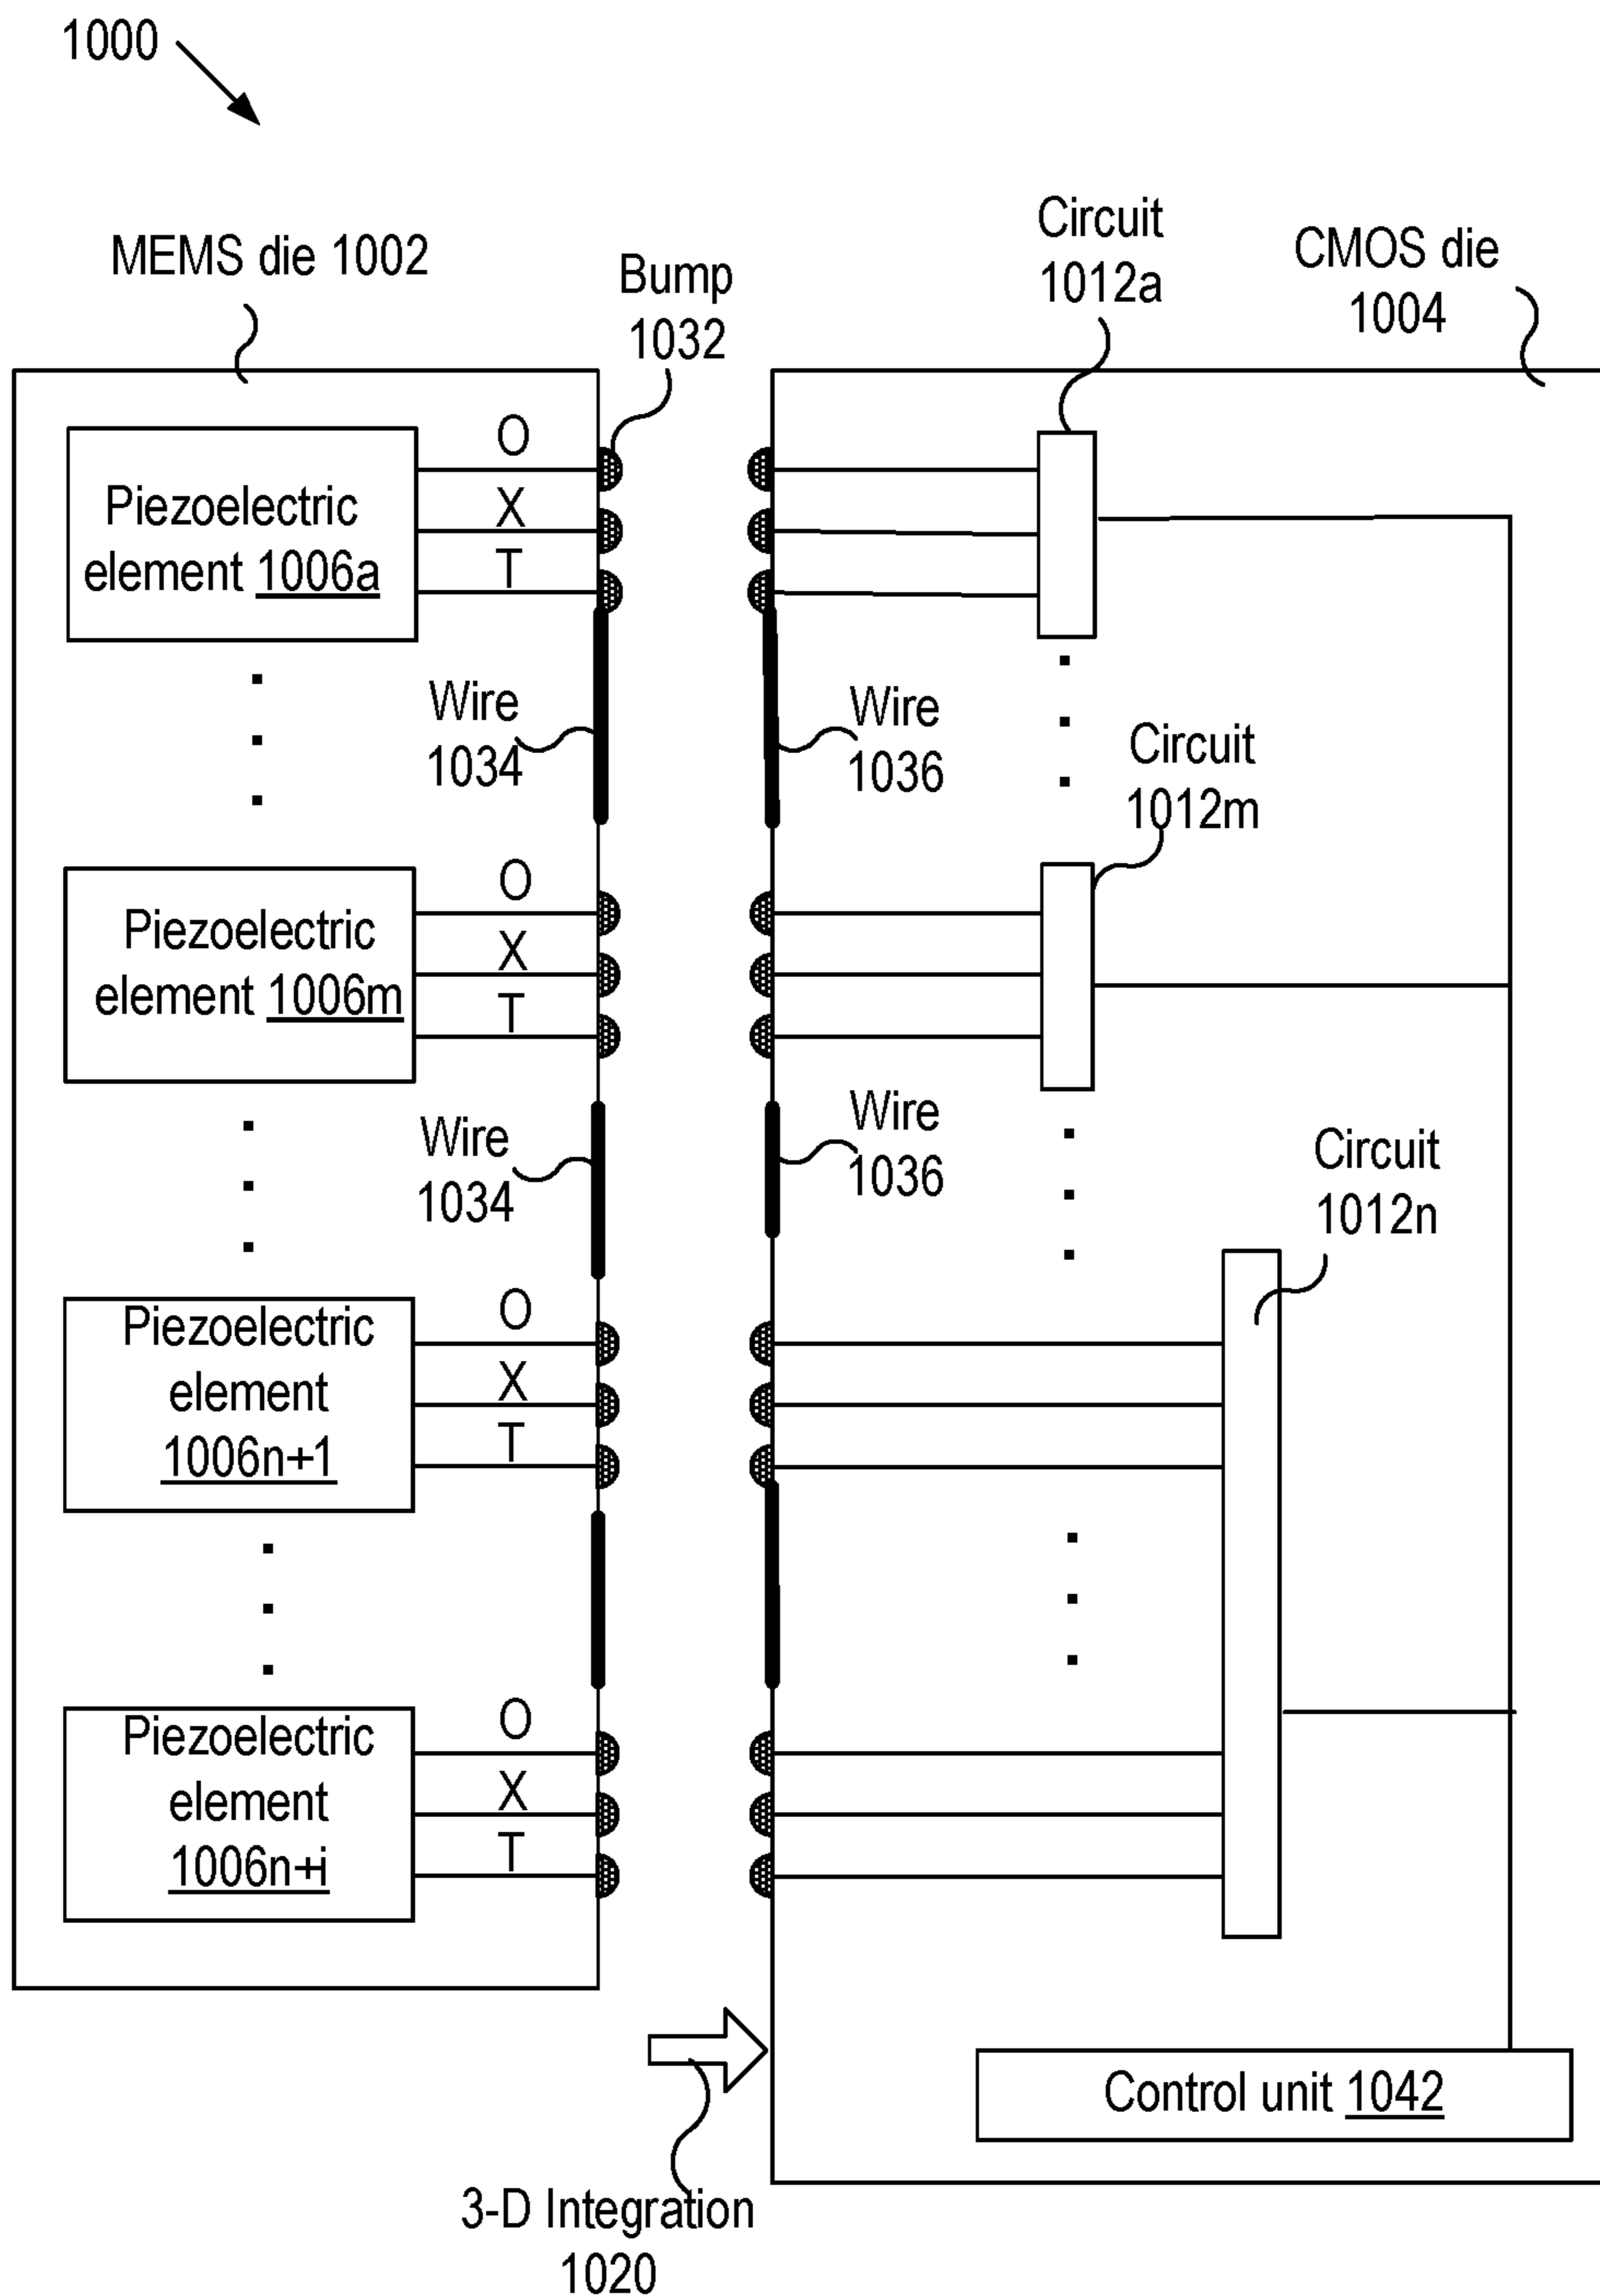 1000
MEMS die 1002
Bump
1032
Circuit
1012a
CMOS die
1004
O
X
T
Piezoelectric
element 1006a
Wire
1034
Wire
1036
Circuit
1012m
O
X
T
Piezoelectric
element 1006m
Wire
1034
Wire
1036
Circuit
1012n
O
X
T
Piezoelectric
element
1006n+1
O
X
T
Piezoelectric
element
1006n+i
Control unit 1042
3-D Integration
1020